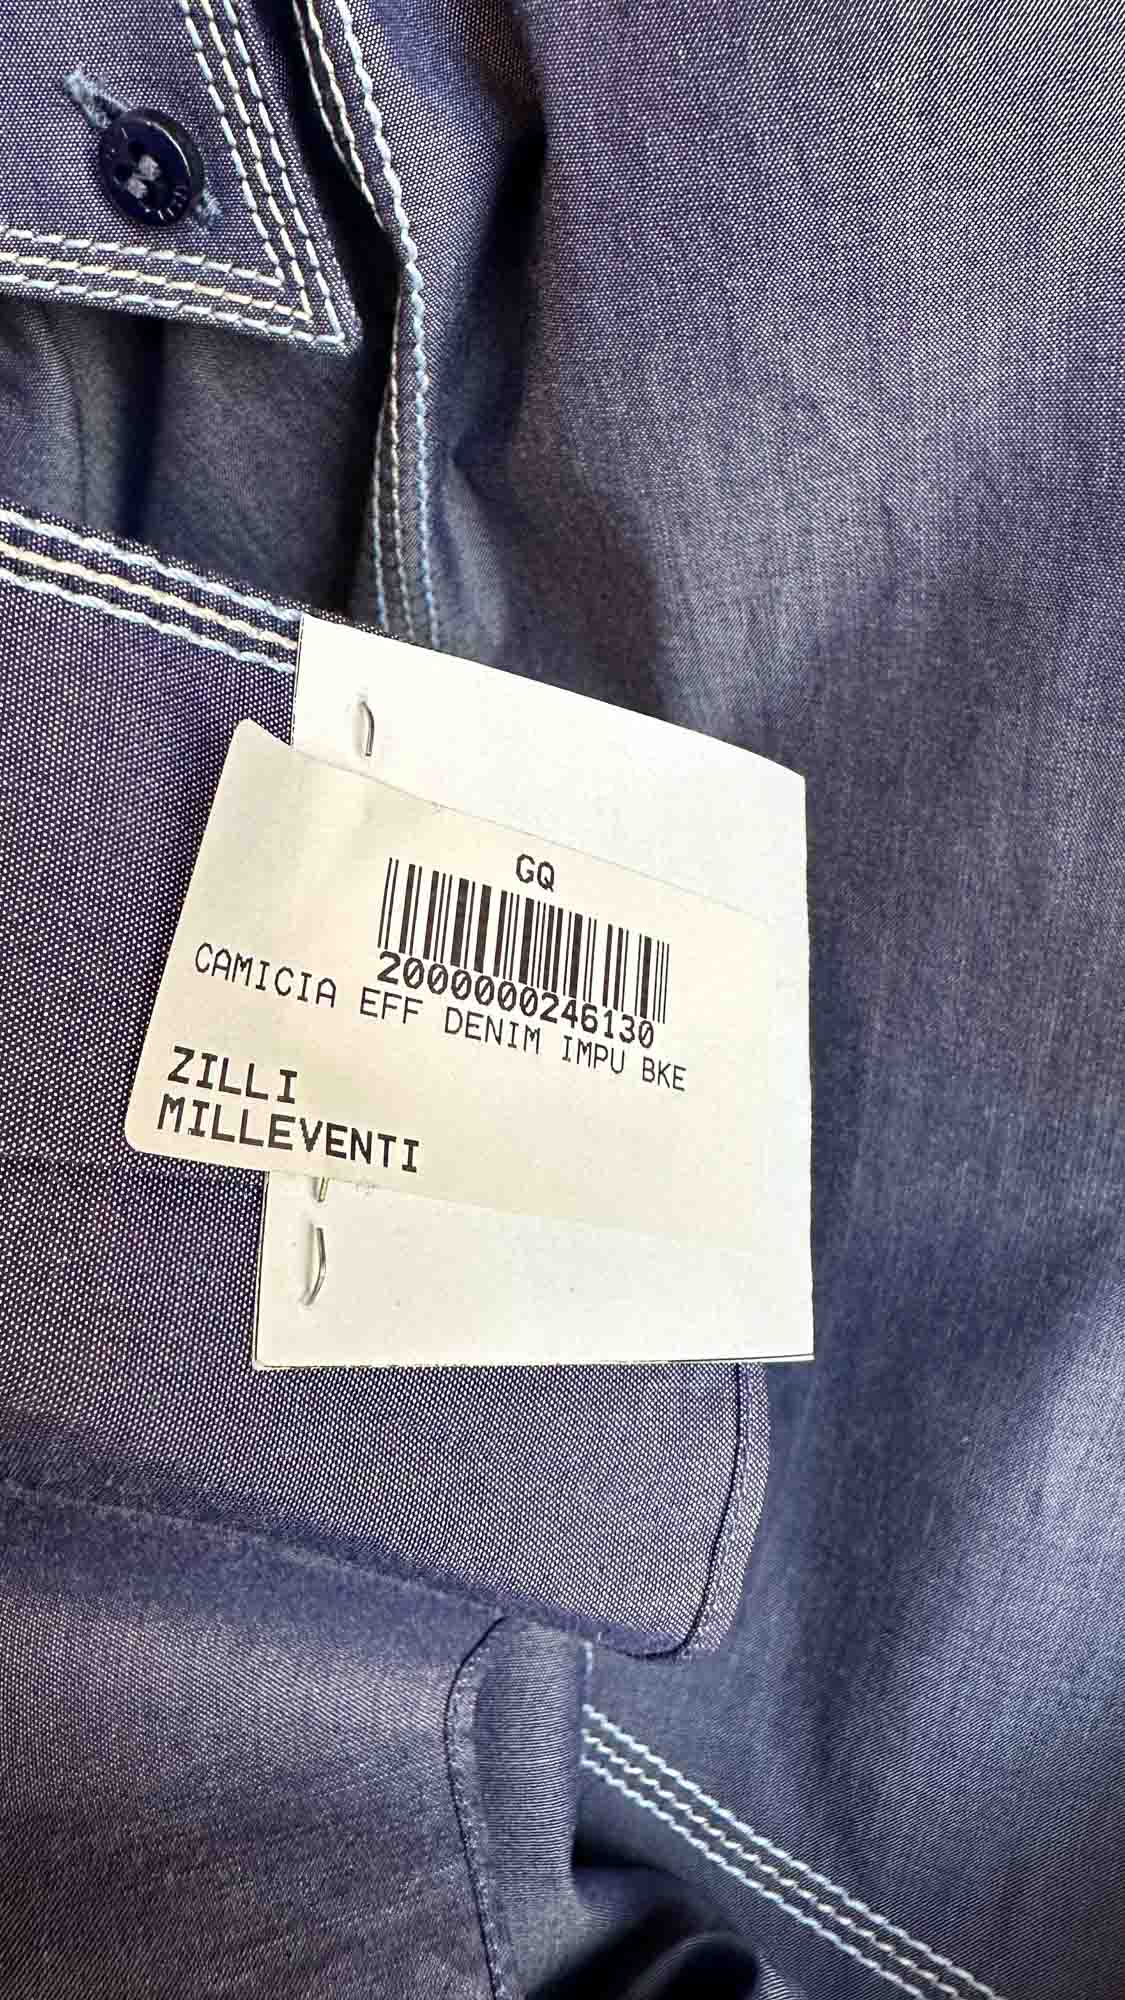 GQ
2000000246130
CAMICIA EFF DENIM IMPU BKE
ZILLI
MILLEVENTI